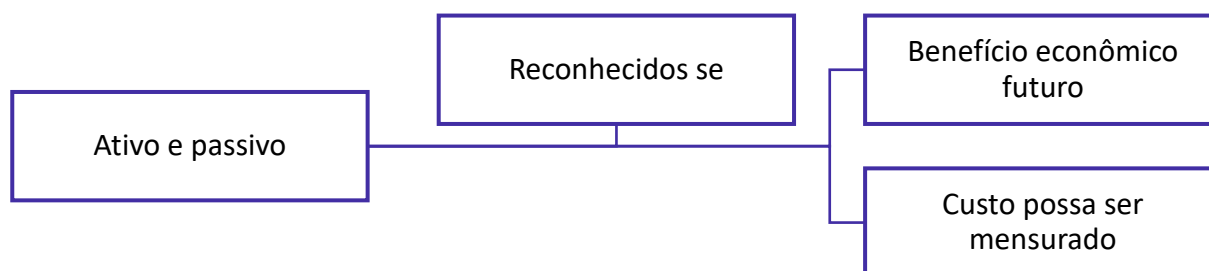 Ativo e passivo
Reconhecidos se
Benefício econômico
futuro
Custo possa ser
mensurado